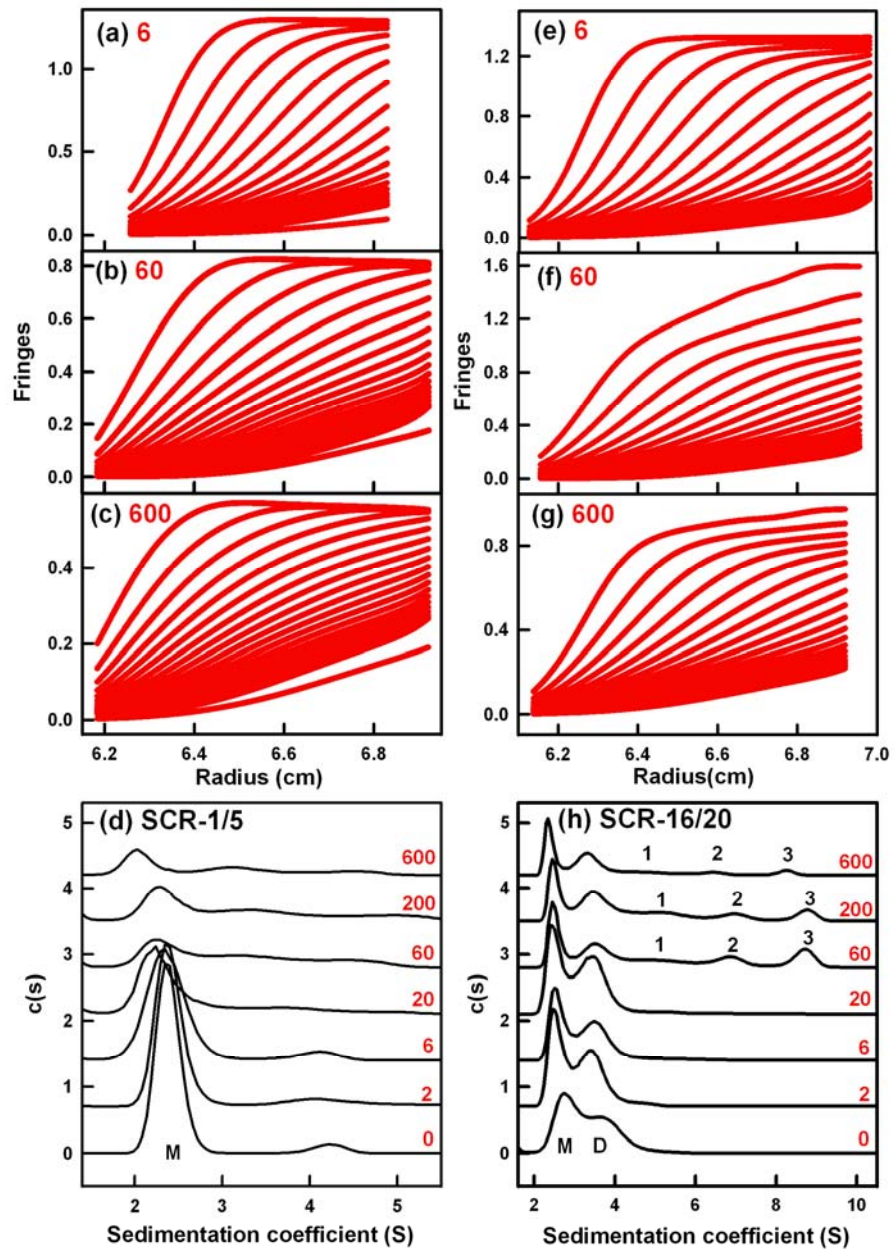 (a) 6
1.0
0.5
0.0
(b) 60
0.8
0.6
0.4
0.2
0.0
Fringes
(c) 600
0.4
0.2
0.0
6.2 6.4 6.6 6.8
Radius (cm)
(d) SCR-1/5
5
4
3
2
1
0
c(s)
600
200
60
20
6
2
0
M
2 3 4 5
Sedimentation coefficient (S)
(e) 6
1.2
0.8
0.4
0.0
(f) 60
1.6
1.2
0.8
0.4
0.0
Fringes
(g) 600
0.8
0.4
0.0
6.2 6.4 6.6 6.8 7.0
Radius(cm)
(h) SCR-16/20
5
4
3
2
1
0
c(s)
1 2 3 600
1 2 3 200
1 2 3 60
20
6
2
0
M D
2 4 6 8 10
Sedimentation coefficient (S)